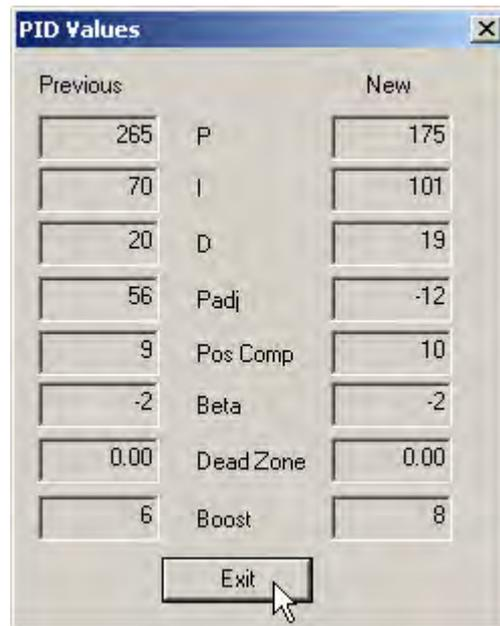 PID Values
Previous New
265 P 175
70 I 101
20 D 19
56 Padj -12
9 Pos Comp 10
-2 Beta -2
0.00 Dead Zone 0.00
6 Boost 8
Exit